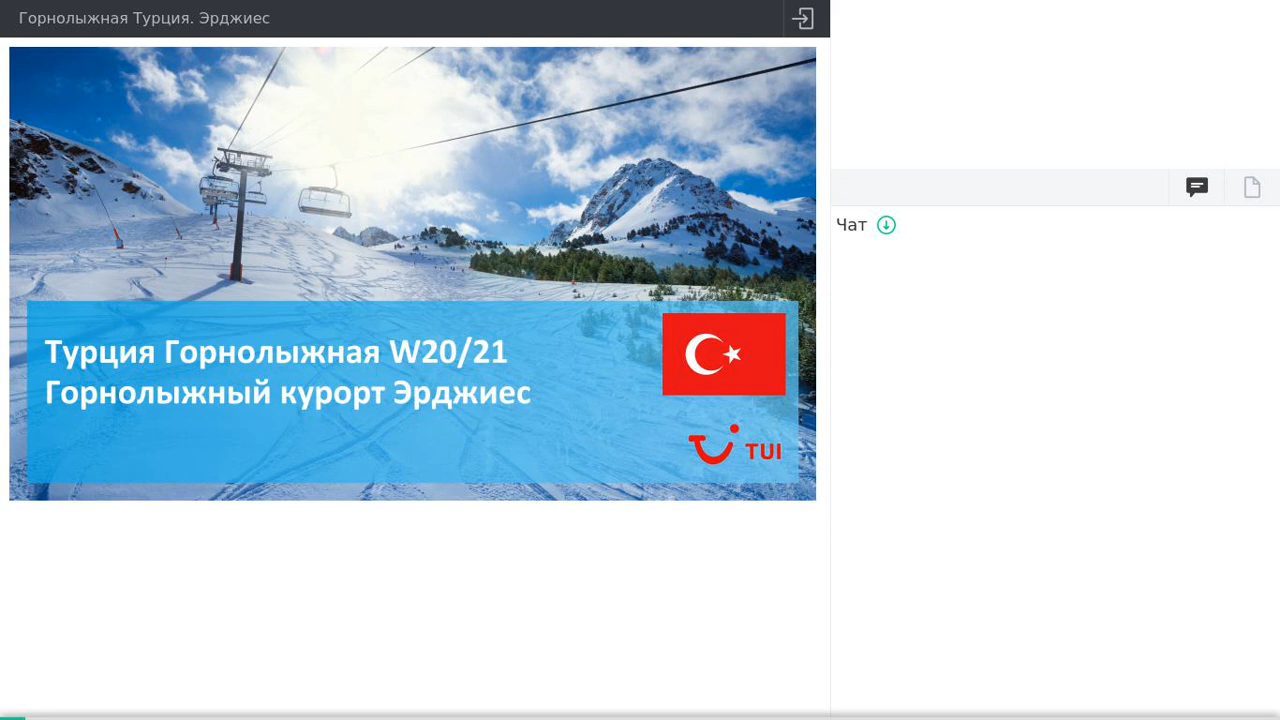 Горнолыжная Турция. Эрджиес
Чат
Турция Горнолыжная W20/21
Горнолыжный курорт Эрджиес
TUI